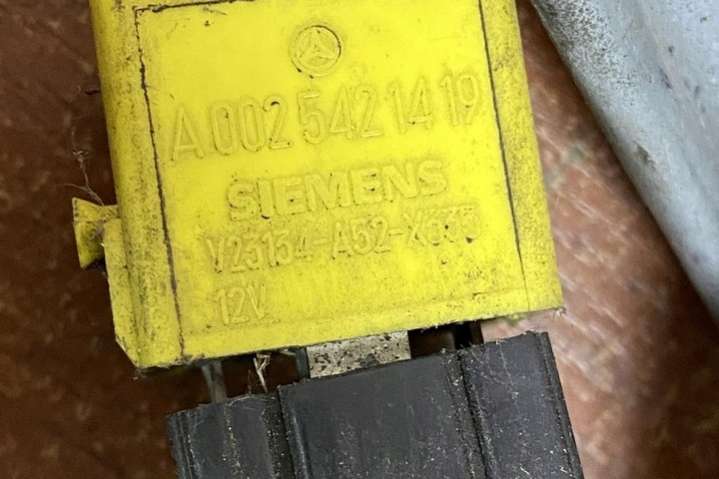 A 002 542 14 19
SIEMENS
V23134-A52-X335
12V